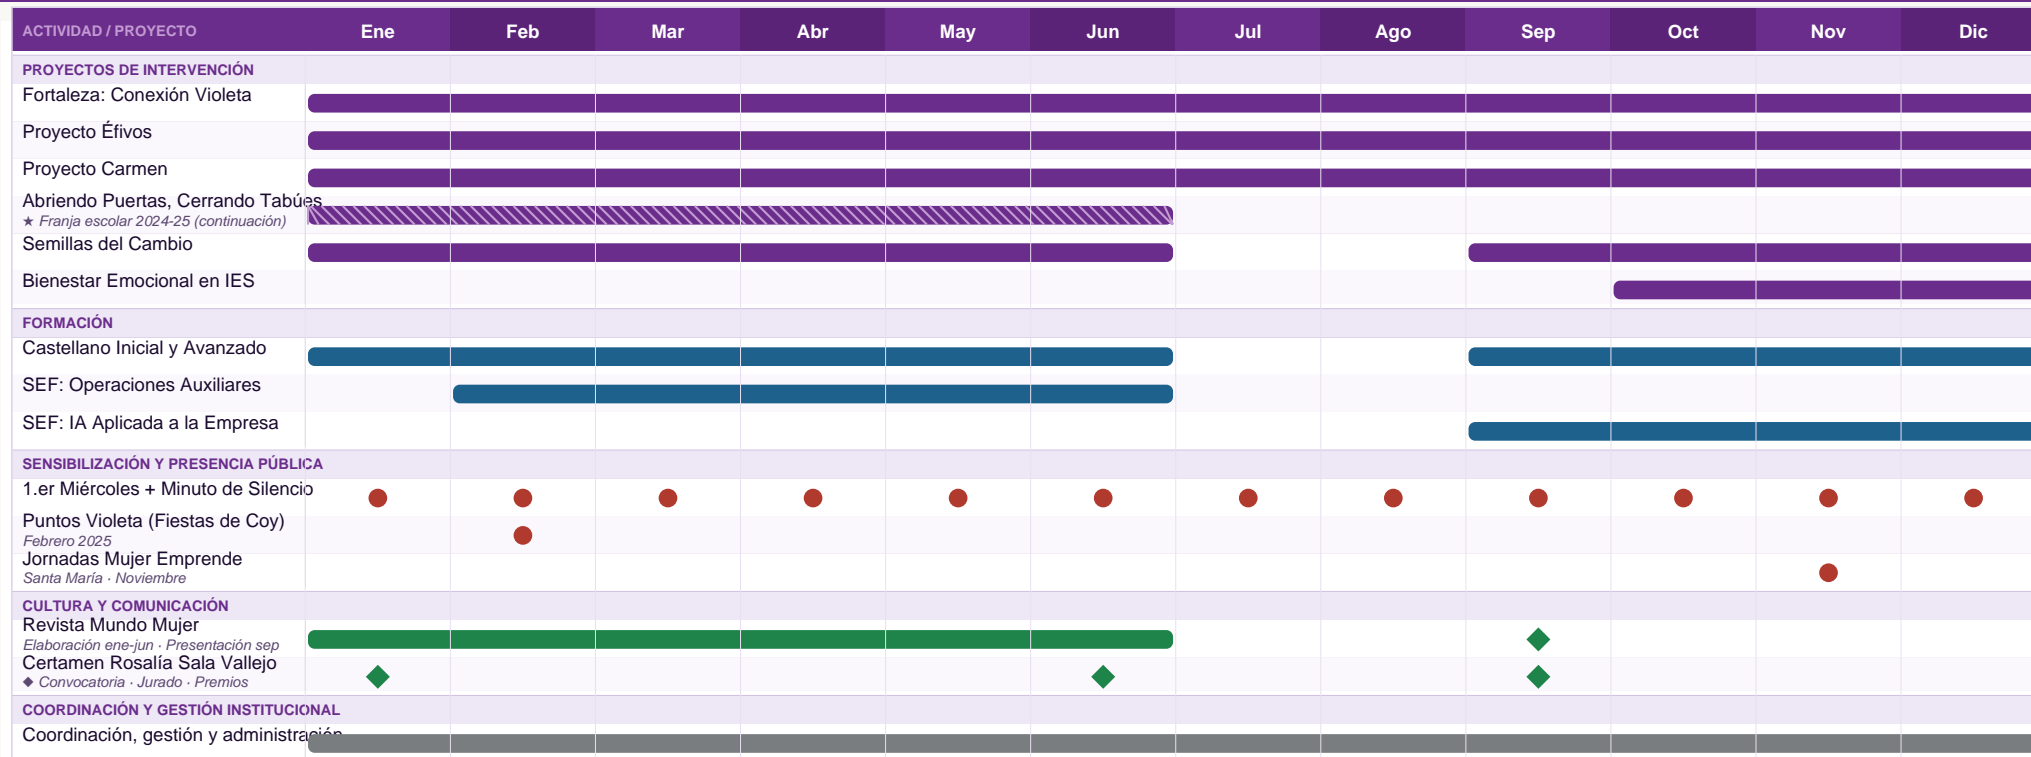 ACTIVIDAD / PROYECTO Ene Feb Mar Abr May Jun Jul Ago Sep Oct Nov Dic
PROYECTOS DE INTERVENCIÓN
Fortaleza: Conexión Violeta
Proyecto Éfivos
Proyecto Carmen
Abriendo Puertas, Cerrando Tabúes
★ Franja escolar 2024-25 (continuación)
Semillas del Cambio
Bienestar Emocional en IES
FORMACIÓN
Castellano Inicial y Avanzado
SEF: Operaciones Auxiliares
SEF: IA Aplicada a la Empresa
SENSIBILIZACIÓN Y PRESENCIA PÚBLICA
1.er Miércoles + Minuto de Silencio
Puntos Violeta (Fiestas de Coy)
Febrero 2025
Jornadas Mujer Emprende
Santa María · Noviembre
CULTURA Y COMUNICACIÓN
Revista Mundo Mujer
Elaboración ene-jun · Presentación sep
Certamen Rosalía Sala Vallejo
◆ Convocatoria · Jurado · Premios
COORDINACIÓN Y GESTIÓN INSTITUCIONAL
Coordinación, gestión y administración